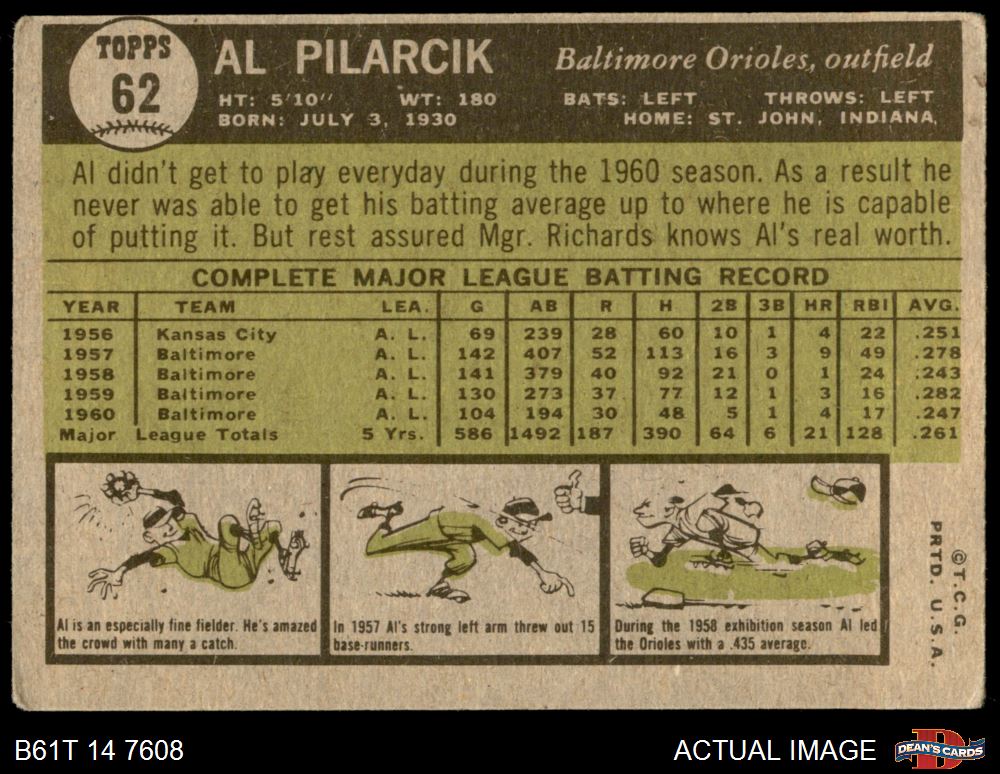 TOPPS
62
AL PILARCIK
Baltimore Orioles, outfield
HT: 5'10" WT: 180 BATS: LEFT THROWS: LEFT
BORN: JULY 3, 1930 HOME: ST. JOHN, INDIANA
Al didn't get to play everyday during the 1960 season. As a result he
never was able to get his batting average up to where he is capable
of putting it. But rest assured Mgr. Richards knows Al's real worth.
COMPLETE MAJOR LEAGUE BATTING RECORD
YEAR TEAM LEA. G AB R H 2B 3B HR RBI AVG.
1956 Kansas City A. L. 69 239 28 60 10 1 4 22 .251
1957 Baltimore A. L. 142 407 52 113 16 3 9 49 .278
1958 Baltimore A. L. 141 379 40 92 21 0 1 24 .243
1959 Baltimore A. L. 130 273 37 77 12 1 3 16 .282
1960 Baltimore A. L. 104 194 30 48 5 1 4 17 .247
Major League Totals 5 Yrs. 586 1492 187 390 64 6 21 128 .261
Al is an especially fine fielder. He's amazed
the crowd with many a catch.
In 1957 Al's strong left arm threw out 15
base-runners.
During the 1958 exhibition season Al led
the Orioles with a .435 average.
©T.C.G.
PRTD. U.S.A.
B61T 14 7608
ACTUAL IMAGE
D
DEAN'S CARDS